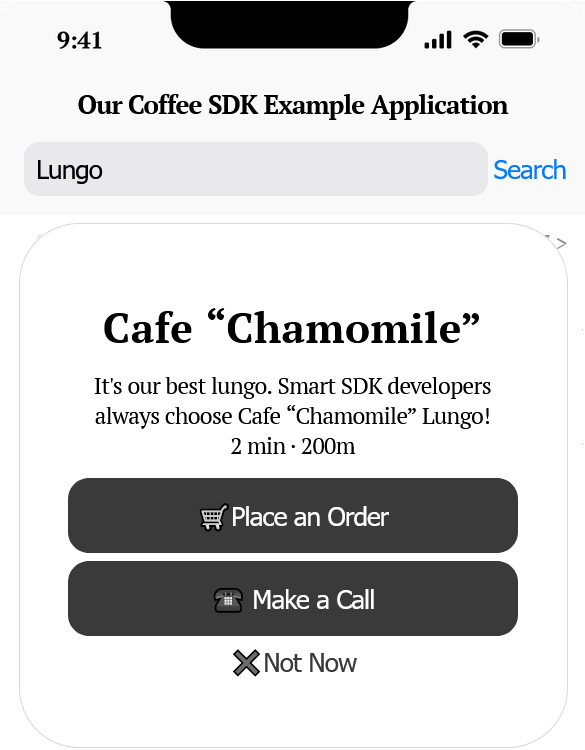 9:41
Our Coffee SDK Example Application
Lungo
Search
>
Cafe “Chamomile”
It's our best lungo. Smart SDK developers
always choose Cafe “Chamomile” Lungo!
2 min · 200m
Place an Order
Make a Call
Not Now